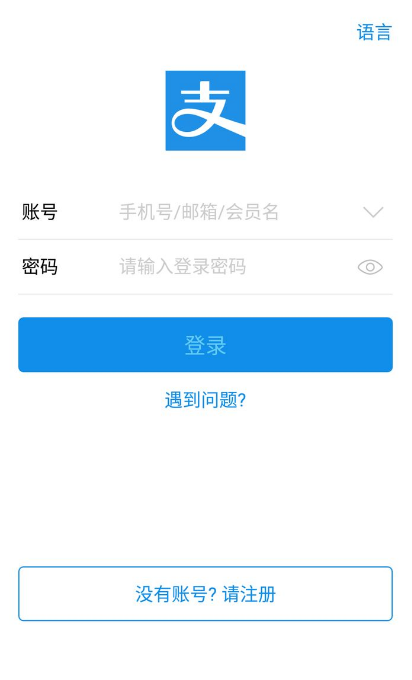 语言
支
账号 手机号/邮箱/会员名
密码 请输入登录密码
登录
遇到问题?
没有账号? 请注册